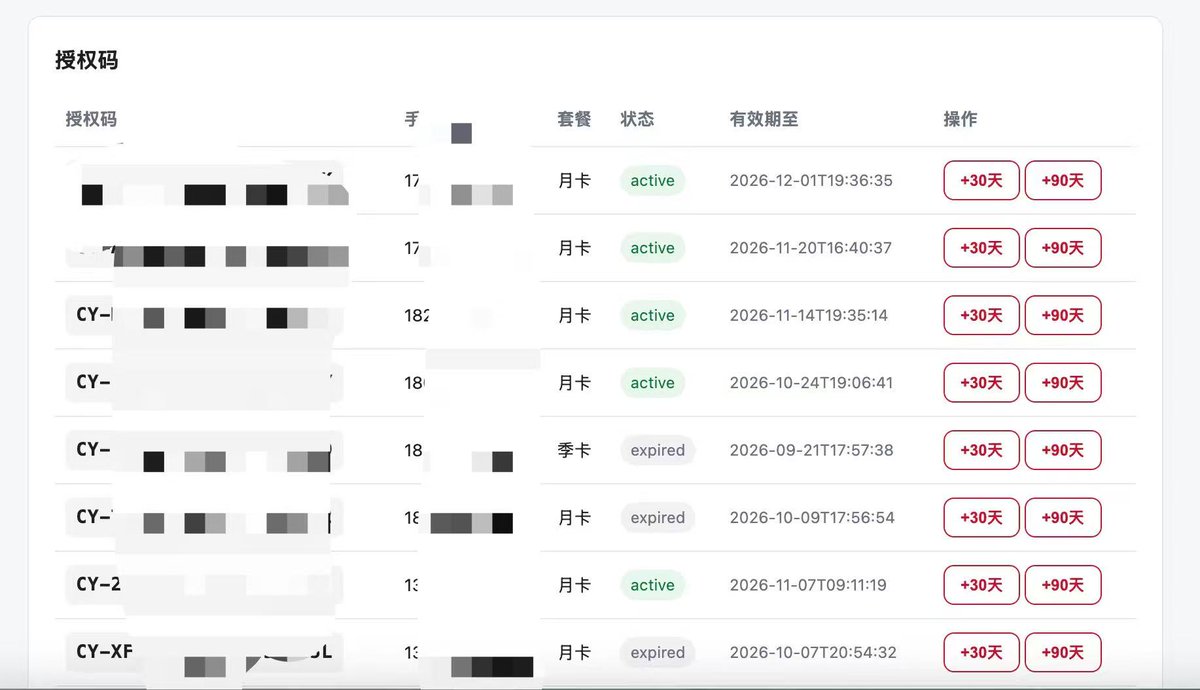 授权码
授权码 手 套餐 状态 有效期至 操作
17 月卡 active 2026-12-01T19:36:35 +30天 +90天
17 月卡 active 2026-11-20T16:40:37 +30天 +90天
CY- 182 月卡 active 2026-11-14T19:35:14 +30天 +90天
CY- 18 月卡 active 2026-10-24T19:06:41 +30天 +90天
CY- 18 季卡 expired 2026-09-21T17:57:38 +30天 +90天
CY- 18 月卡 expired 2026-10-09T17:56:54 +30天 +90天
CY-2 13 月卡 active 2026-11-07T09:11:19 +30天 +90天
CY-XF 13 月卡 expired 2026-10-07T20:54:32 +30天 +90天